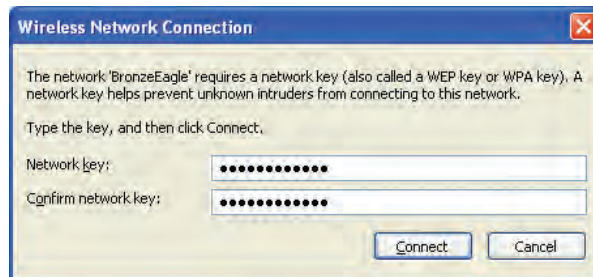 Wireless Network Connection
The network 'BronzeEagle' requires a network key (also called a WEP key or WPA key). A
network key helps prevent unknown intruders from connecting to this network.
Type the key, and then click Connect.
Network key: ••••••••••••
Confirm network key: ••••••••••••
Connect Cancel